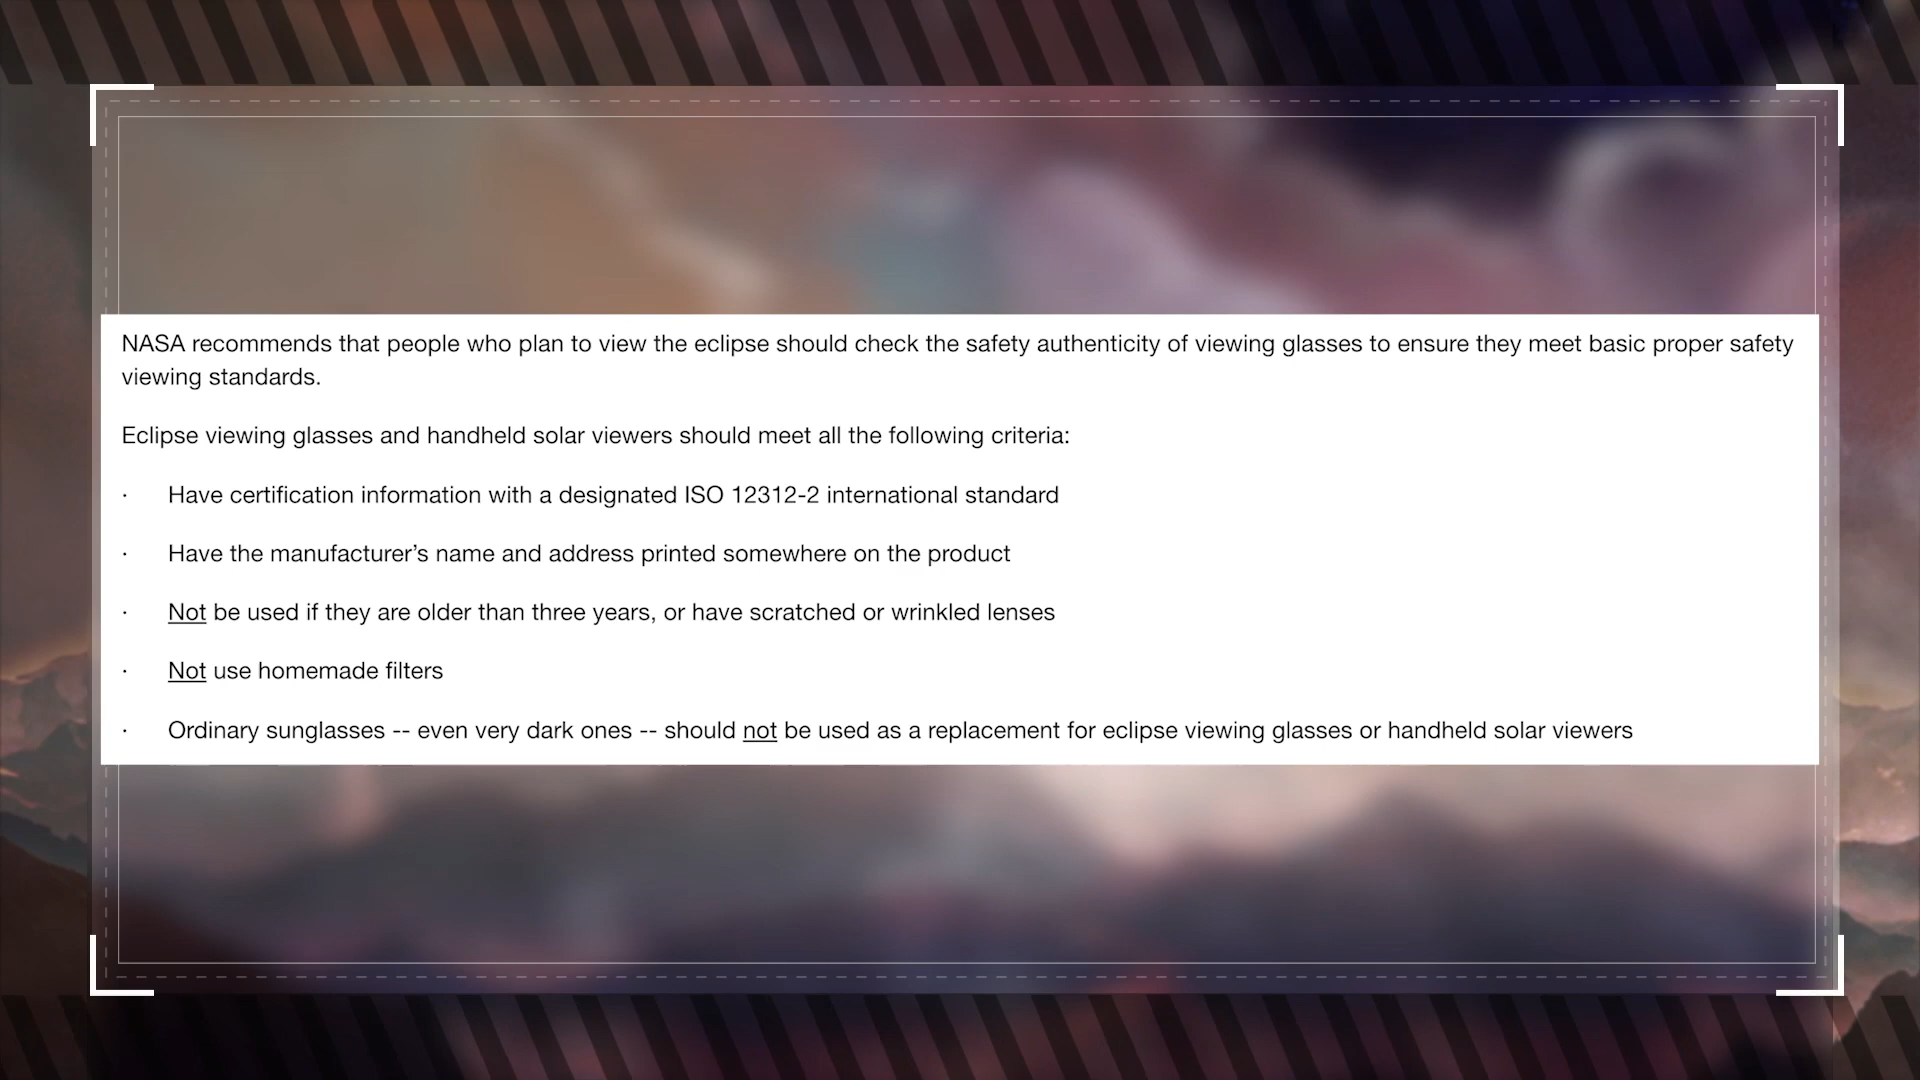 NASA recommends that people who plan to view the eclipse should check the safety authenticity of viewing glasses to ensure they meet basic proper safety
viewing standards.
Eclipse viewing glasses and handheld solar viewers should meet all the following criteria:
· Have certification information with a designated ISO 12312-2 international standard
· Have the manufacturer’s name and address printed somewhere on the product
· Not be used if they are older than three years, or have scratched or wrinkled lenses
· Not use homemade filters
· Ordinary sunglasses -- even very dark ones -- should not be used as a replacement for eclipse viewing glasses or handheld solar viewers